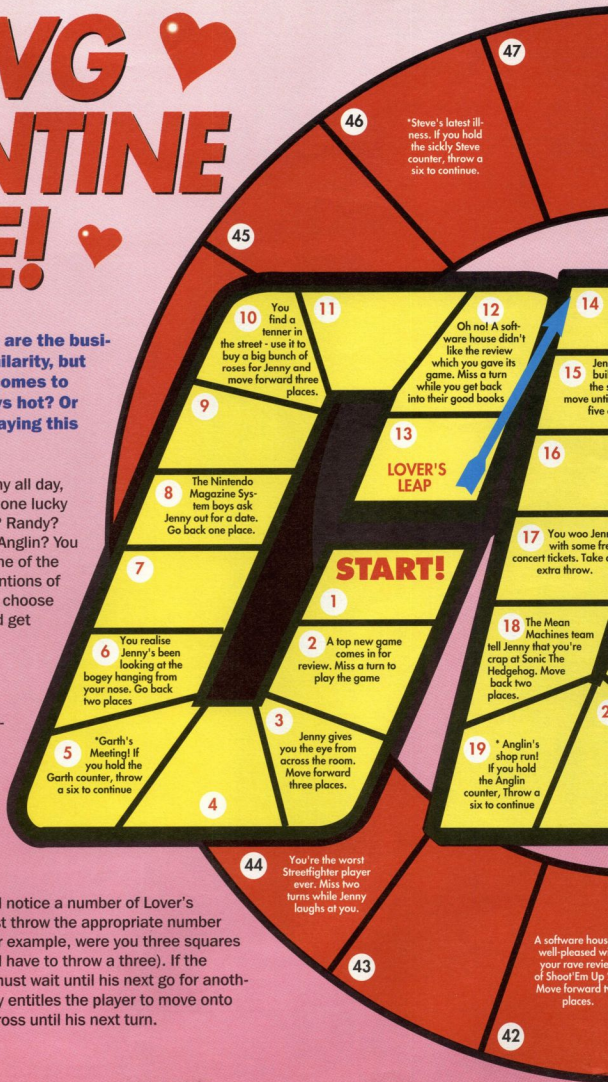 VG
NTINE
E!
are the busi-
ilarity, but
omes to
s hot? Or
aying this
ny all day,
one lucky
? Randy?
Anglin? You
ne of the
ntions of
choose
d get
l notice a number of Lover's
st throw the appropriate number
r example, were you three squares
l have to throw a three). If the
must wait until his next go for anoth-
y entitles the player to move onto
ross until his next turn.
START!
1
2 A top new game
comes in for
review. Miss a turn to
play the game
3
Jenny gives
you the eye from
across the room.
Move forward
three places.
4
5 *Garth's
Meeting! If
you hold the
Garth counter, throw
a six to continue
6 You realise
Jenny's been
looking at the
bogey hanging from
your nose. Go back
two places
7
8 The Nintendo
Magazine Sys-
tem boys ask
Jenny out for a date.
Go back one place.
9
10 You
find a
tenner in
the street - use it to
buy a big bunch of
roses for Jenny and
move forward three
places.
11
12
Oh no! A soft-
ware house didn't
like the review
which you gave its
game. Miss a turn
while you get back
into their good books
13
LOVER'S
LEAP
14
15 Jen
bui
the s
move unti
five
16
17 You woo Jenn
with some fre
concert tickets. Take
extra throw.
18 The Mean
Machines team
tell Jenny that you're
crap at Sonic The
Hedgehog. Move
back two
places.
19 * Anglin's
shop run!
If you hold
the Anglin
counter, Throw a
six to continue
2
42
A software hous
well-pleased w
your rave revie
of Shoot'Em Up
Move forward t
places.
43
44 You're the worst
Streetfighter player
ever. Miss two
turns while Jenny
laughs at you.
45
46
*Steve's latest ill-
ness. If you hold
the sickly Steve
counter, throw a
six to continue.
47